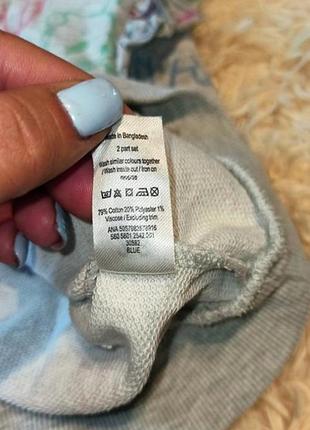 Made in Bangladesh
2 part set
Wash similar colours together
/ Wash inside out / Iron on
reverse
79% Cotton 20% Polyester 1%
Viscose / Excluding trim
ANA
BLUE